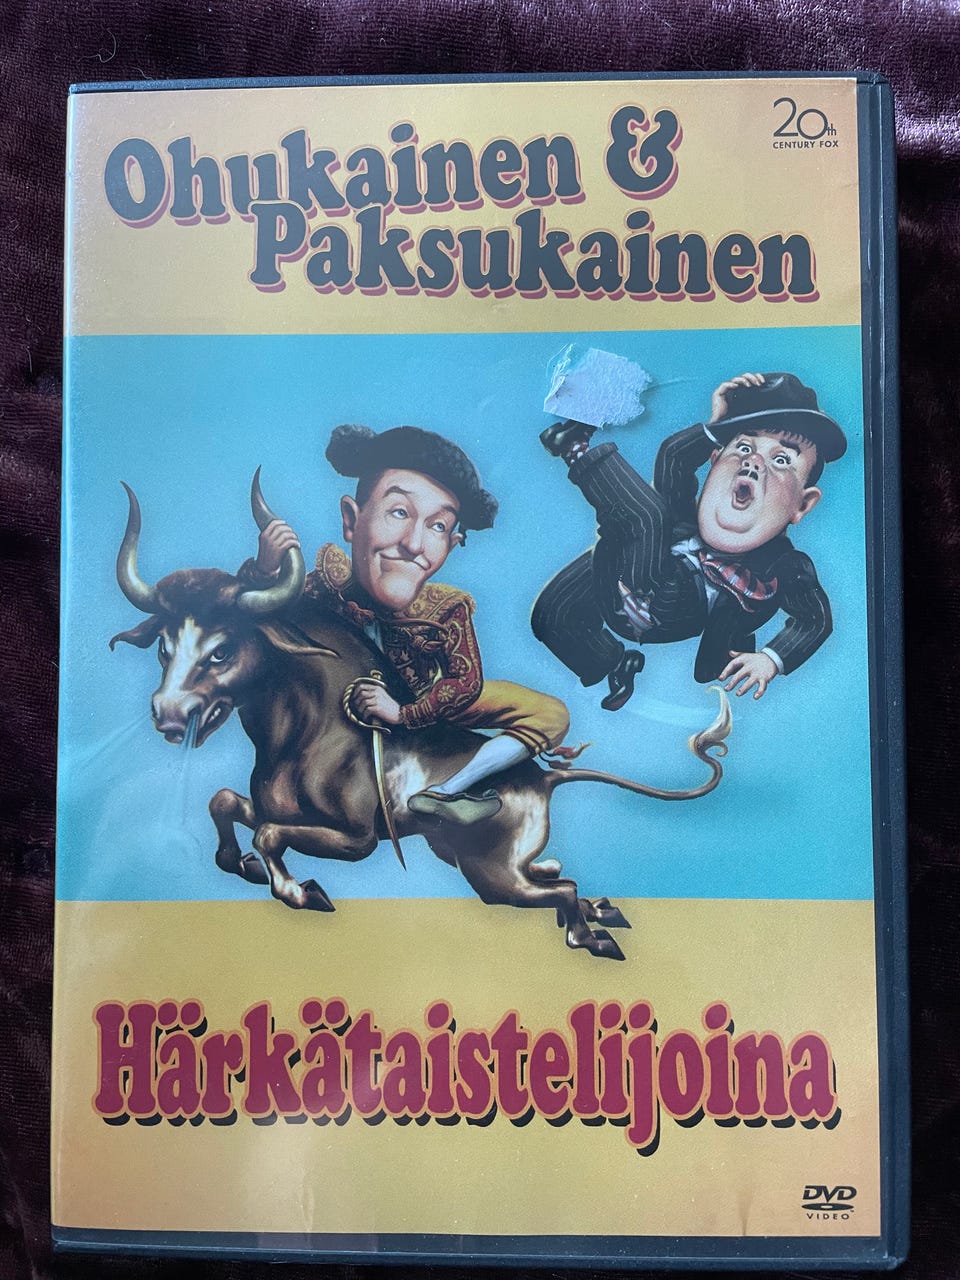 20th
CENTURY FOX
Ohukainen &
Paksukainen
Härkätaistelijoina
DVD
VIDEO